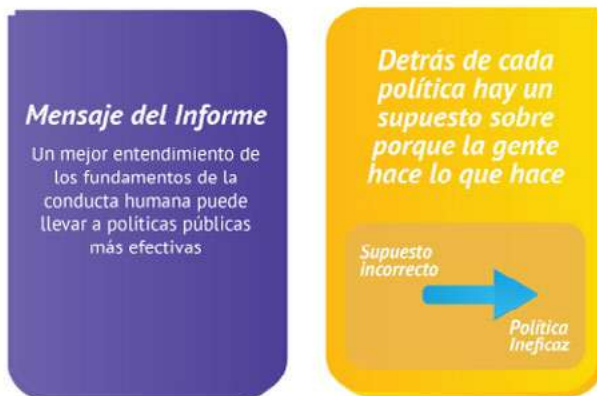 Mensaje del Informe
Un mejor entendimiento de
los fundamentos de la
conducta humana puede
llevar a políticas públicas
más efectivas
Detrás de cada
política hay un
supuesto sobre
porque la gente
hace lo que hace
Supuesto
incorrecto
Política
Ineficaz